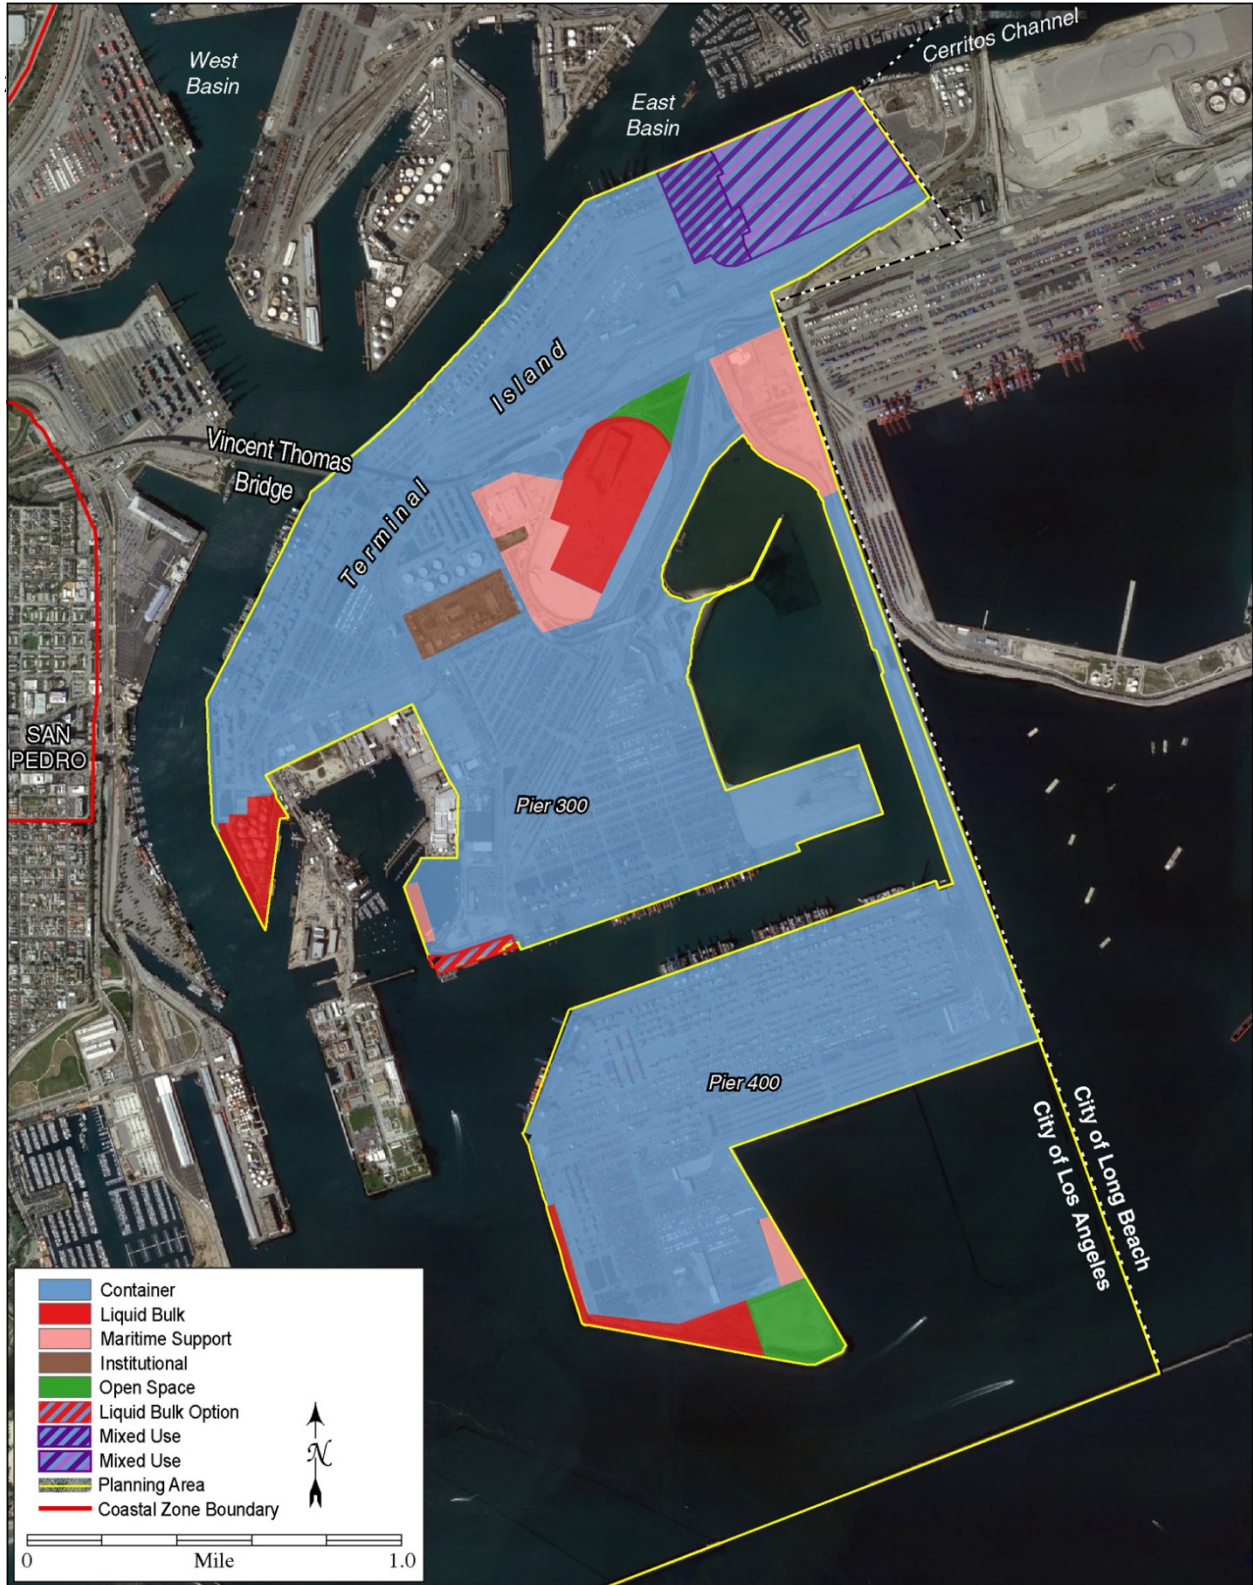 West
Basin
East
Basin
Cerritos Channel
Island
Vincent Thomas
Bridge
Terminal
SAN
PEDRO
Pier 300
Pier 400
City of Long Beach
City of Los Angeles
Container
Liquid Bulk
Maritime Support
Institutional
Open Space
Liquid Bulk Option
Mixed Use
Mixed Use
Planning Area
Coastal Zone Boundary
N
0 Mile 1.0